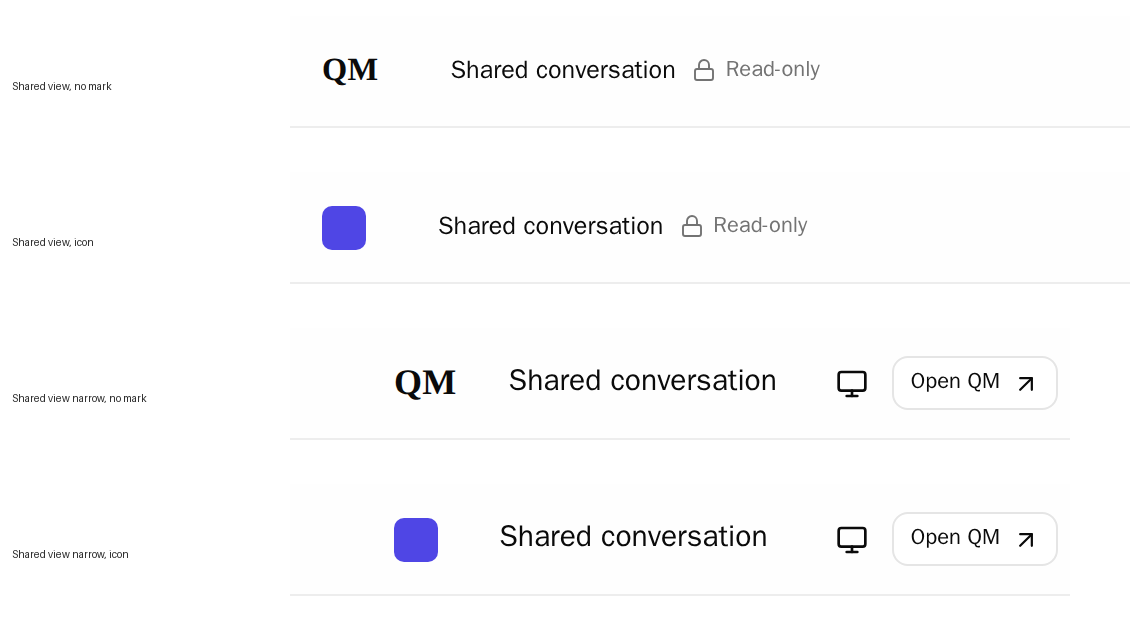 Shared view, no mark
QM Shared conversation Read-only
Shared view, icon
Shared conversation Read-only
Shared view narrow, no mark
QM Shared conversation Open QM
Shared view narrow, icon
Shared conversation Open QM